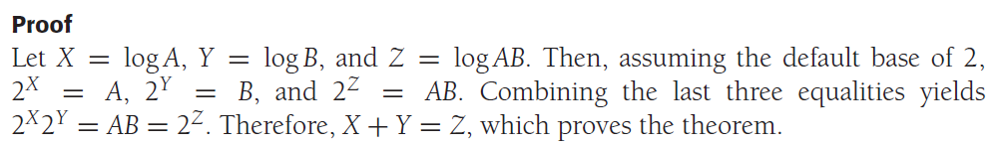 Proof
Let X = log A, Y = log B, and Z = log AB. Then, assuming the default base of 2,
2^X = A, 2^Y = B, and 2^Z = AB. Combining the last three equalities yields
2^X2^Y = AB = 2^Z. Therefore, X + Y = Z, which proves the theorem.